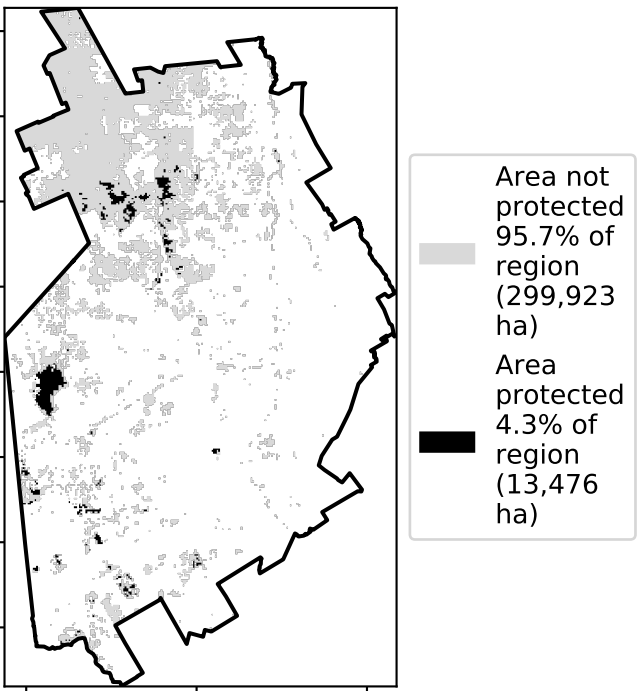 Area not
protected
95.7% of
region
(299,923
ha)
Area
protected
4.3% of
region
(13,476
ha)